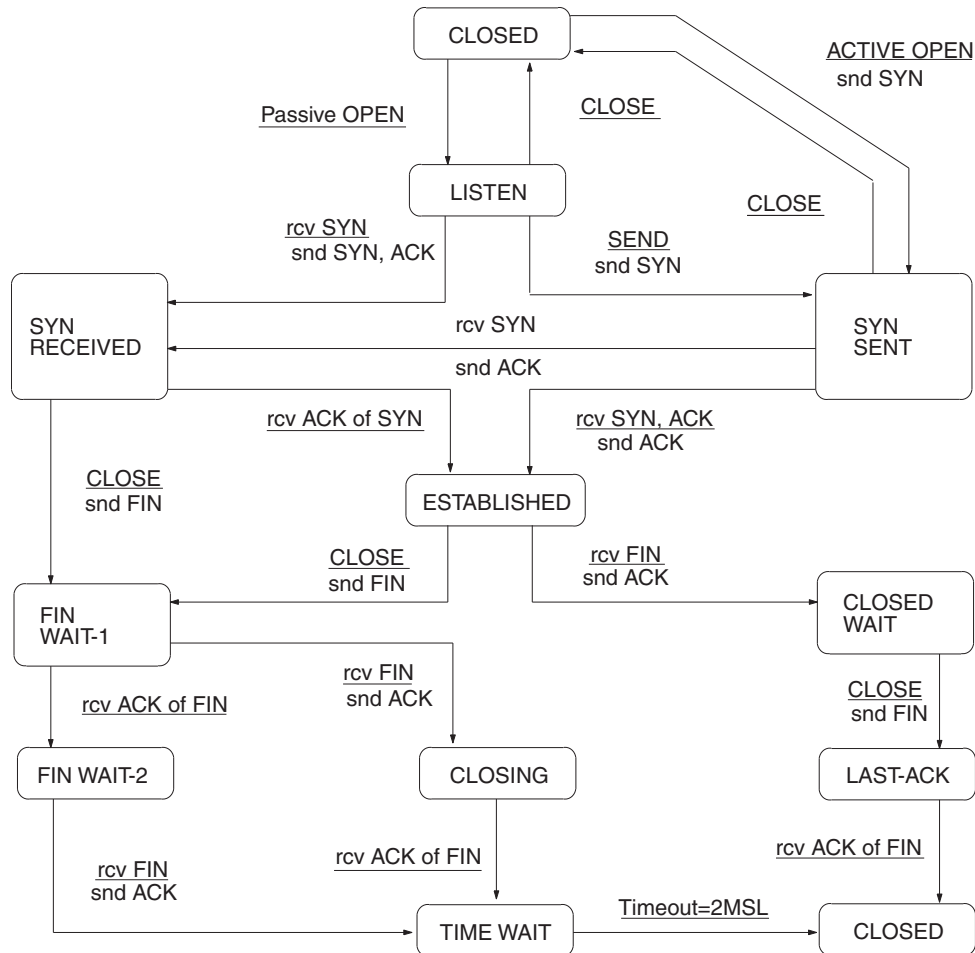 CLOSED
ACTIVE OPEN
snd SYN
Passive OPEN
CLOSE
LISTEN
CLOSE
rcv SYN
snd SYN, ACK
SEND
snd SYN
SYN
RECEIVED
rcv SYN
snd ACK
SYN
SENT
rcv ACK of SYN
rcv SYN, ACK
snd ACK
CLOSE
snd FIN
ESTABLISHED
CLOSE
snd FIN
rcv FIN
snd ACK
FIN
WAIT-1
CLOSED
WAIT
rcv FIN
snd ACK
rcv ACK of FIN
CLOSE
snd FIN
FIN WAIT-2
CLOSING
LAST-ACK
rcv FIN
snd ACK
rcv ACK of FIN
rcv ACK of FIN
TIME WAIT
Timeout=2MSL
CLOSED